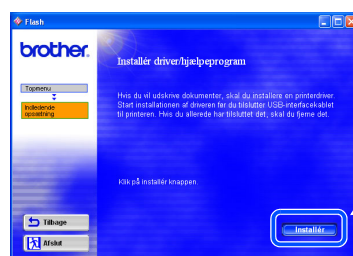 Flash
brother.
Installér driver/hjælpeprogram
Topmenu
Indledende
opsætning
Hvis du vil udskrive dokumenter, skal du installere en printerdriver.
Start installationen af driveren før du tilslutter USB-interfacekablet
til printeren. Hvis du allerede har tilsluttet det, skal du fjerne det.
Klik på installér knappen.
Tilbage
Afslut
Installér